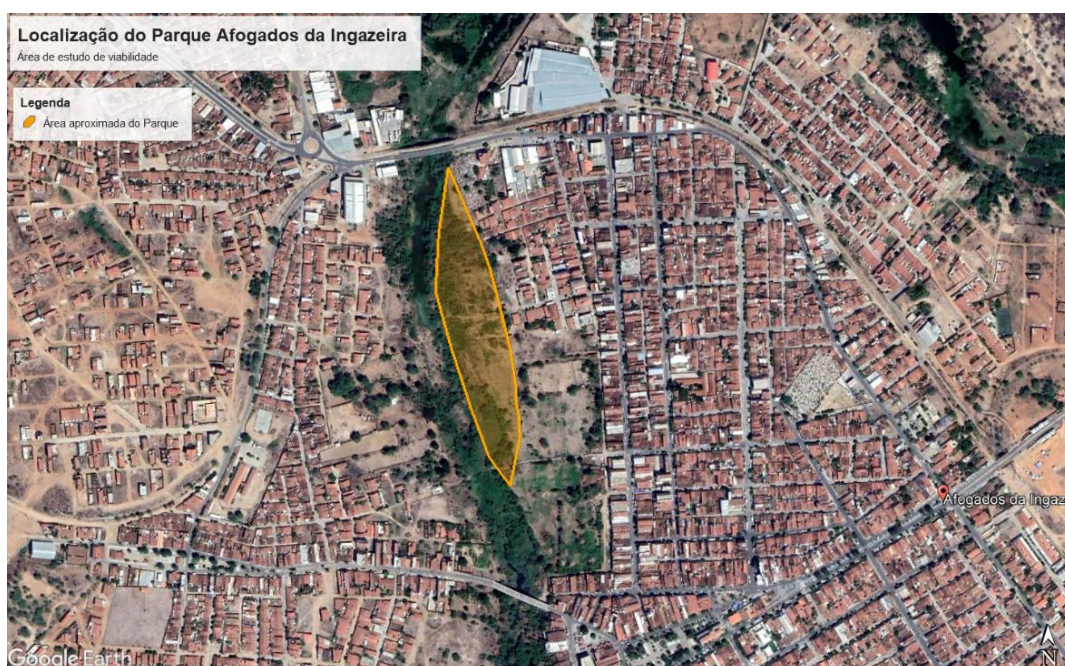 Localização do Parque Afogados da Ingazeira
Área de estudo de viabilidade
Legenda
Área aproximada do Parque
Afogados da Ingaz
Google Earth
N